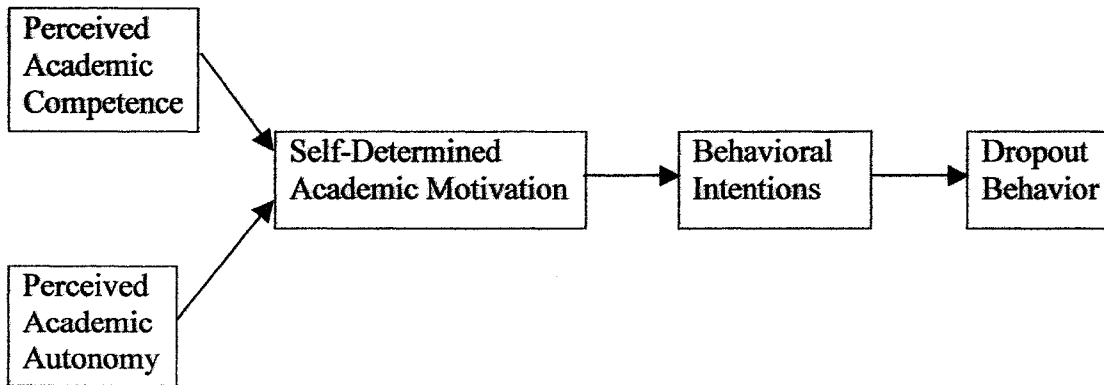 Perceived
Academic
Competence
Self-Determined
Academic Motivation
Behavioral
Intentions
Dropout
Behavior
Perceived
Academic
Autonomy